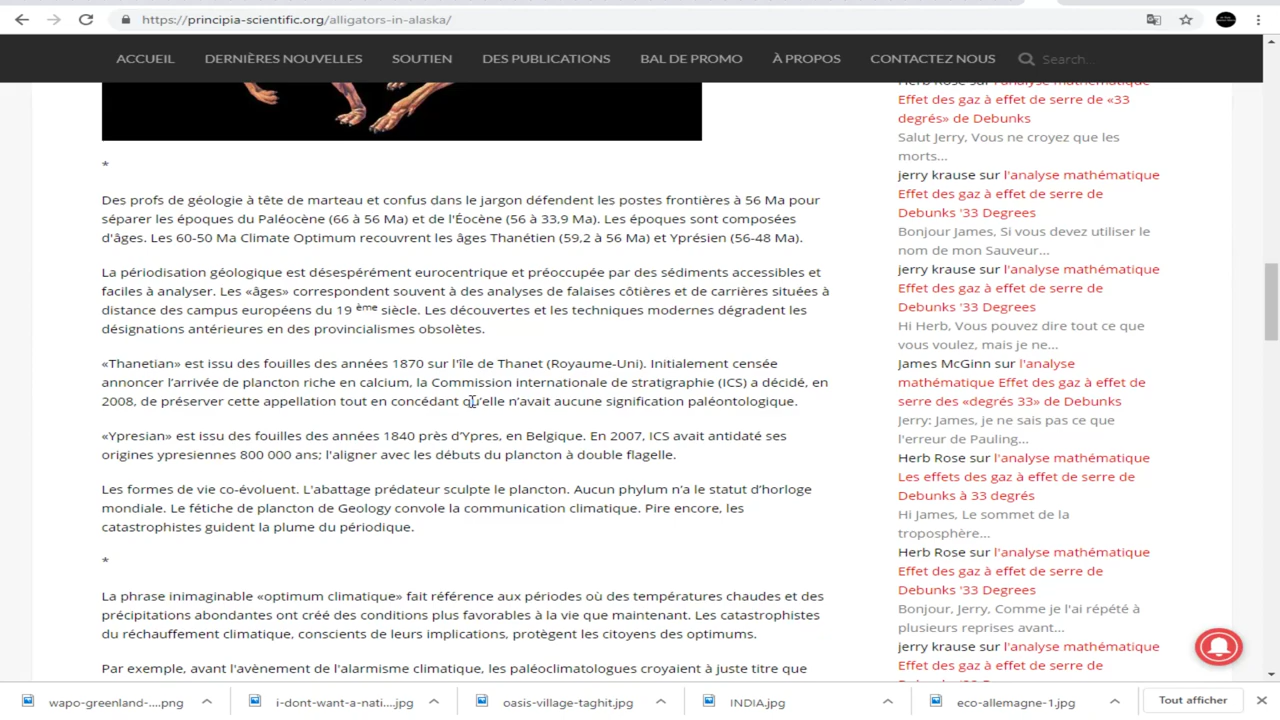 https://principia-scientific.org/alligators-in-alaska/
ACCUEIL DERNIÈRES NOUVELLES SOUTIEN DES PUBLICATIONS BAL DE PROMO À PROPOS CONTACTEZ NOUS Search...
*
Des profs de géologie à tête de marteau et confus dans le jargon défendent les postes frontières à 56 Ma pour
séparer les époques du Paléocène (66 à 56 Ma) et de l'Éocène (56 à 33,9 Ma). Les époques sont composées
d'âges. Les 60-50 Ma Climate Optimum recouvrent les âges Thanétien (59,2 à 56 Ma) et Yprésien (56-48 Ma).
La périodisation géologique est désespérément eurocentrique et préoccupée par des sédiments accessibles et
faciles à analyser. Les «âges» correspondent souvent à des analyses de falaises côtières et de carrières situées à
distance des campus européens du 19 ème siècle. Les découvertes et les techniques modernes dégradent les
désignations antérieures en des provincialismes obsolètes.
«Thanetian» est issu des fouilles des années 1870 sur l'île de Thanet (Royaume-Uni). Initialement censée
annoncer l’arrivée de plancton riche en calcium, la Commission internationale de stratigraphie (ICS) a décidé, en
2008, de préserver cette appellation tout en concédant qu’elle n’avait aucune signification paléontologique.
«Ypresian» est issu des fouilles des années 1840 près d’Ypres, en Belgique. En 2007, ICS avait antidaté ses
origines ypresiennes 800 000 ans; l'aligner avec les débuts du plancton à double flagelle.
Les formes de vie co-évoluent. L'abattage prédateur sculpte le plancton. Aucun phylum n’a le statut d’horloge
mondiale. Le fétiche de plancton de Geology convole la communication climatique. Pire encore, les
catastrophistes guident la plume du périodique.
*
La phrase inimaginable «optimum climatique» fait référence aux périodes où des températures chaudes et des
précipitations abondantes ont créé des conditions plus favorables à la vie que maintenant. Les catastrophistes
du réchauffement climatique, conscients de leurs implications, protègent les citoyens des optimums.
Par exemple, avant l'avènement de l'alarmisme climatique, les paléoclimatologues croyaient à juste titre que
Herb Rose sur l'analyse mathématique
Effet des gaz à effet de serre de «33
degrés» de Debunks
Salut Jerry, Vous ne croyez que les
morts...
jerry krause sur l'analyse mathématique
Effet des gaz à effet de serre de
Debunks '33 Degrees
Bonjour James, Si vous devez utiliser le
nom de mon Sauveur...
jerry krause sur l'analyse mathématique
Effet des gaz à effet de serre de
Debunks '33 Degrees
Hi Herb, Vous pouvez dire tout ce que
vous voulez, mais je ne...
James McGinn sur l'analyse
mathématique Effet des gaz à effet de
serre des «degrés 33» de Debunks
Jerry: James, je ne sais pas ce que
l'erreur de Pauling...
Herb Rose sur l'analyse mathématique
Les effets des gaz à effet de serre de
Debunks à 33 degrés
Hi James, Le sommet de la
troposphère...
Herb Rose sur l'analyse mathématique
Effet des gaz à effet de serre de
Debunks '33 Degrees
Bonjour, Jerry, Comme je l'ai répété à
plusieurs reprises avant...
jerry krause sur l'analyse mathématique
Effet des gaz à effet de serre de
wapo-greenland-....png i-dont-want-a-nati....jpg oasis-village-taghit.jpg INDIA.jpg eco-allemagne-1.jpg Tout afficher